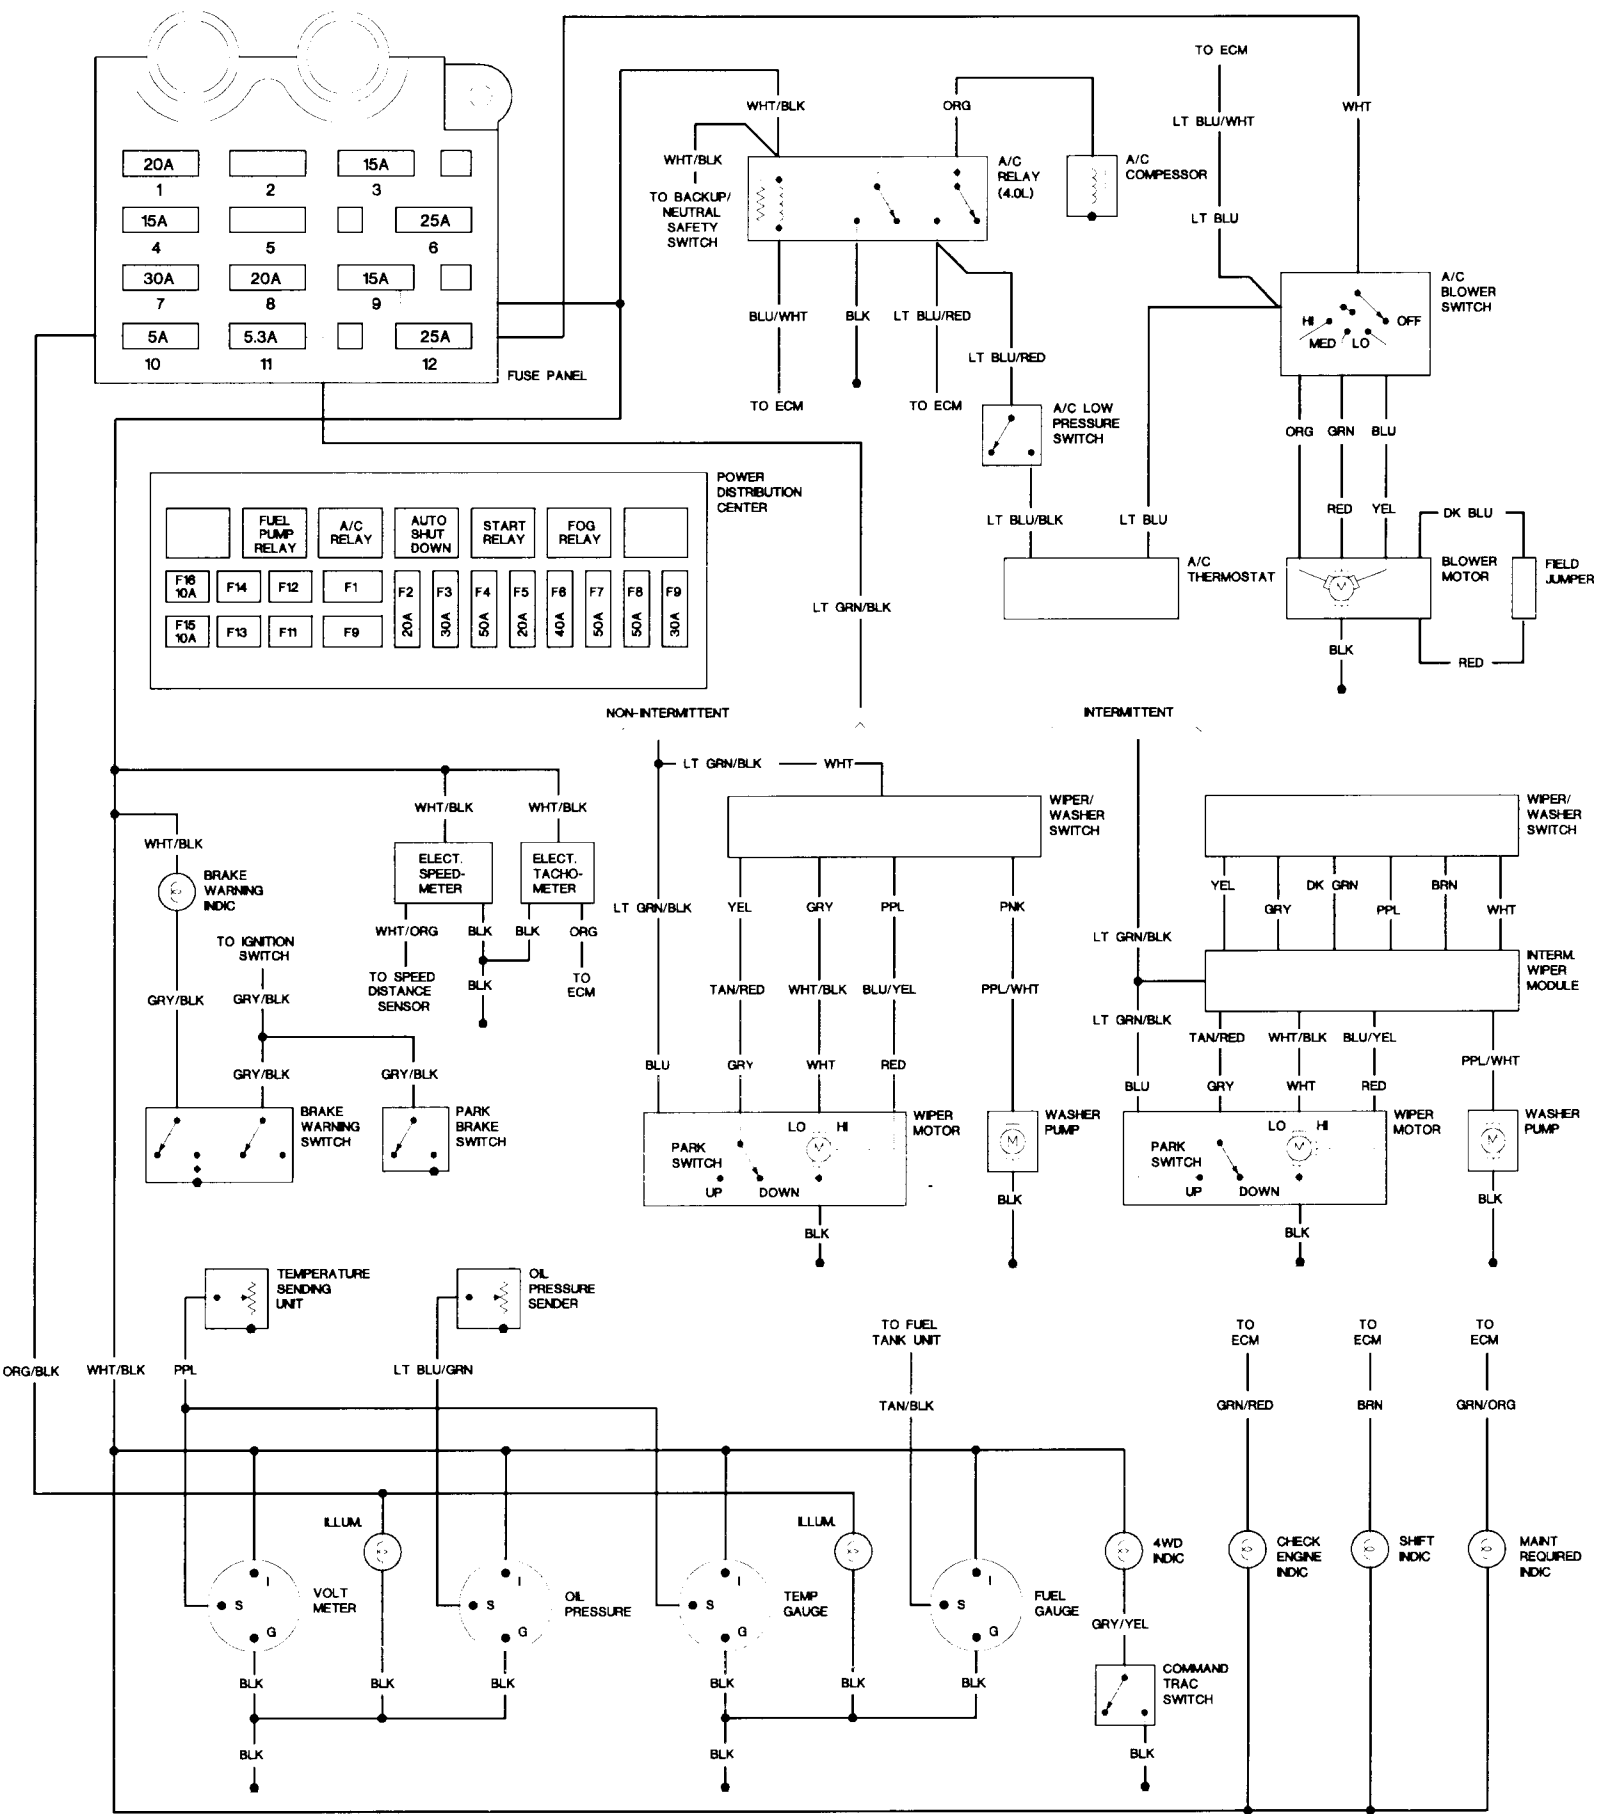 TO ECM
WHT/BLK
ORG
WHT
LT BLU/WHT
20A
15A
1
2
3
WHT/BLK
A/C
RELAY
(4.0L)
A/C
COMPESSOR
TO BACKUP/
NEUTRAL
SAFETY
SWITCH
LT BLU
15A
25A
4
5
6
30A
20A
15A
7
8
9
A/C
BLOWER
SWITCH
BLU/WHT
BLK
LT BLU/RED
HI
OFF
MED
LO
5A
5.3A
25A
10
11
12
FUSE PANEL
LT BLU/RED
TO ECM
TO ECM
A/C LOW
PRESSURE
SWITCH
ORG
GRN
BLU
POWER
DISTRIBUTION
CENTER
FUEL
PUMP
RELAY
A/C
RELAY
AUTO
SHUT
DOWN
START
RELAY
FOG
RELAY
LT BLU/BLK
LT BLU
RED
YEL
DK BLU
F16
10A
F14
F12
F1
F2
20A
F3
30A
F4
50A
F5
20A
F6
40A
F7
50A
F8
50A
F9
30A
F15
10A
F13
F11
F9
A/C
THERMOSTAT
M
BLOWER
MOTOR
FIELD
JUMPER
LT GRN/BLK
BLK
RED
NON-INTERMITTENT
INTERMITTENT
LT GRN/BLK
WHT
WHT/BLK
WHT/BLK
WIPER/
WASHER
SWITCH
WIPER/
WASHER
SWITCH
WHT/BLK
BRAKE
WARNING
INDIC
ELECT.
SPEED-
METER
ELECT.
TACHO-
METER
LT GRN/BLK
YEL
GRY
PPL
PNK
YEL
GRY
DK GRN
PPL
BRN
WHT
WHT/ORG
BLK
BLK
ORG
TO IGNITION
SWITCH
LT GRN/BLK
TO SPEED
DISTANCE
SENSOR
BLK
TO
ECM
GRY/BLK
GRY/BLK
TAN/RED
WHT/BLK
BLU/YEL
PPL/WHT
INTERM.
WIPER
MODULE
LT GRN/BLK
TAN/RED
WHT/BLK
BLU/YEL
PPL/WHT
GRY/BLK
GRY/BLK
BLU
GRY
WHT
RED
BLU
GRY
WHT
RED
BRAKE
WARNING
SWITCH
PARK
BRAKE
SWITCH
PARK
SWITCH
UP
DOWN
LO
HI
M
WIPER
MOTOR
M
WASHER
PUMP
PARK
SWITCH
UP
DOWN
LO
HI
M
WIPER
MOTOR
M
WASHER
PUMP
BLK
BLK
BLK
BLK
TEMPERATURE
SENDING
UNIT
OIL
PRESSURE
SENDER
TO FUEL
TANK UNIT
TO
ECM
TO
ECM
TO
ECM
ORG/BLK
WHT/BLK
PPL
LT BLU/GRN
TAN/BLK
GRN/RED
BRN
GRN/ORG
ILLUM.
ILLUM.
4WD
INDIC
CHECK
ENGINE
INDIC
SHIFT
INDIC
MAINT
REQUIRED
INDIC
I
S
G
VOLT
METER
I
S
G
OIL
PRESSURE
I
S
G
TEMP
GAUGE
I
S
G
FUEL
GAUGE
GRY/YEL
BLK
BLK
BLK
BLK
BLK
BLK
COMMAND
TRAC
SWITCH
BLK
BLK
BLK